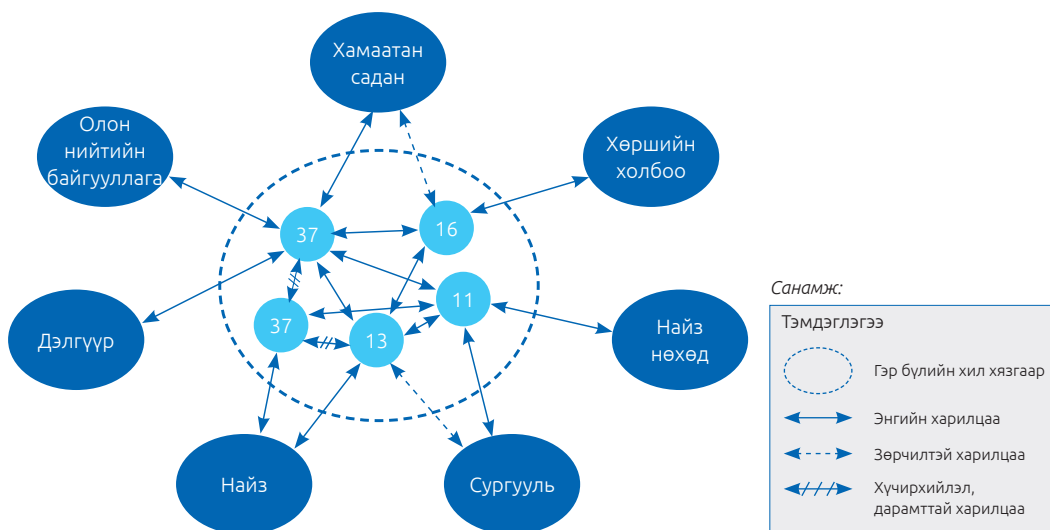 Хамаатан
садан
Олон
нийтийн
байгууллага
Хөршийн
холбоо
37
16
11
37
13
Дэлгүүр
Найз
нөхөд
Найз
Сургууль
Санамж:
Тэмдэглэгээ
Гэр бүлийн хил хязгаар
Энгийн харилцаа
Зөрчилтэй харилцаа
Хүчирхийлэл,
дарамттай харилцаа